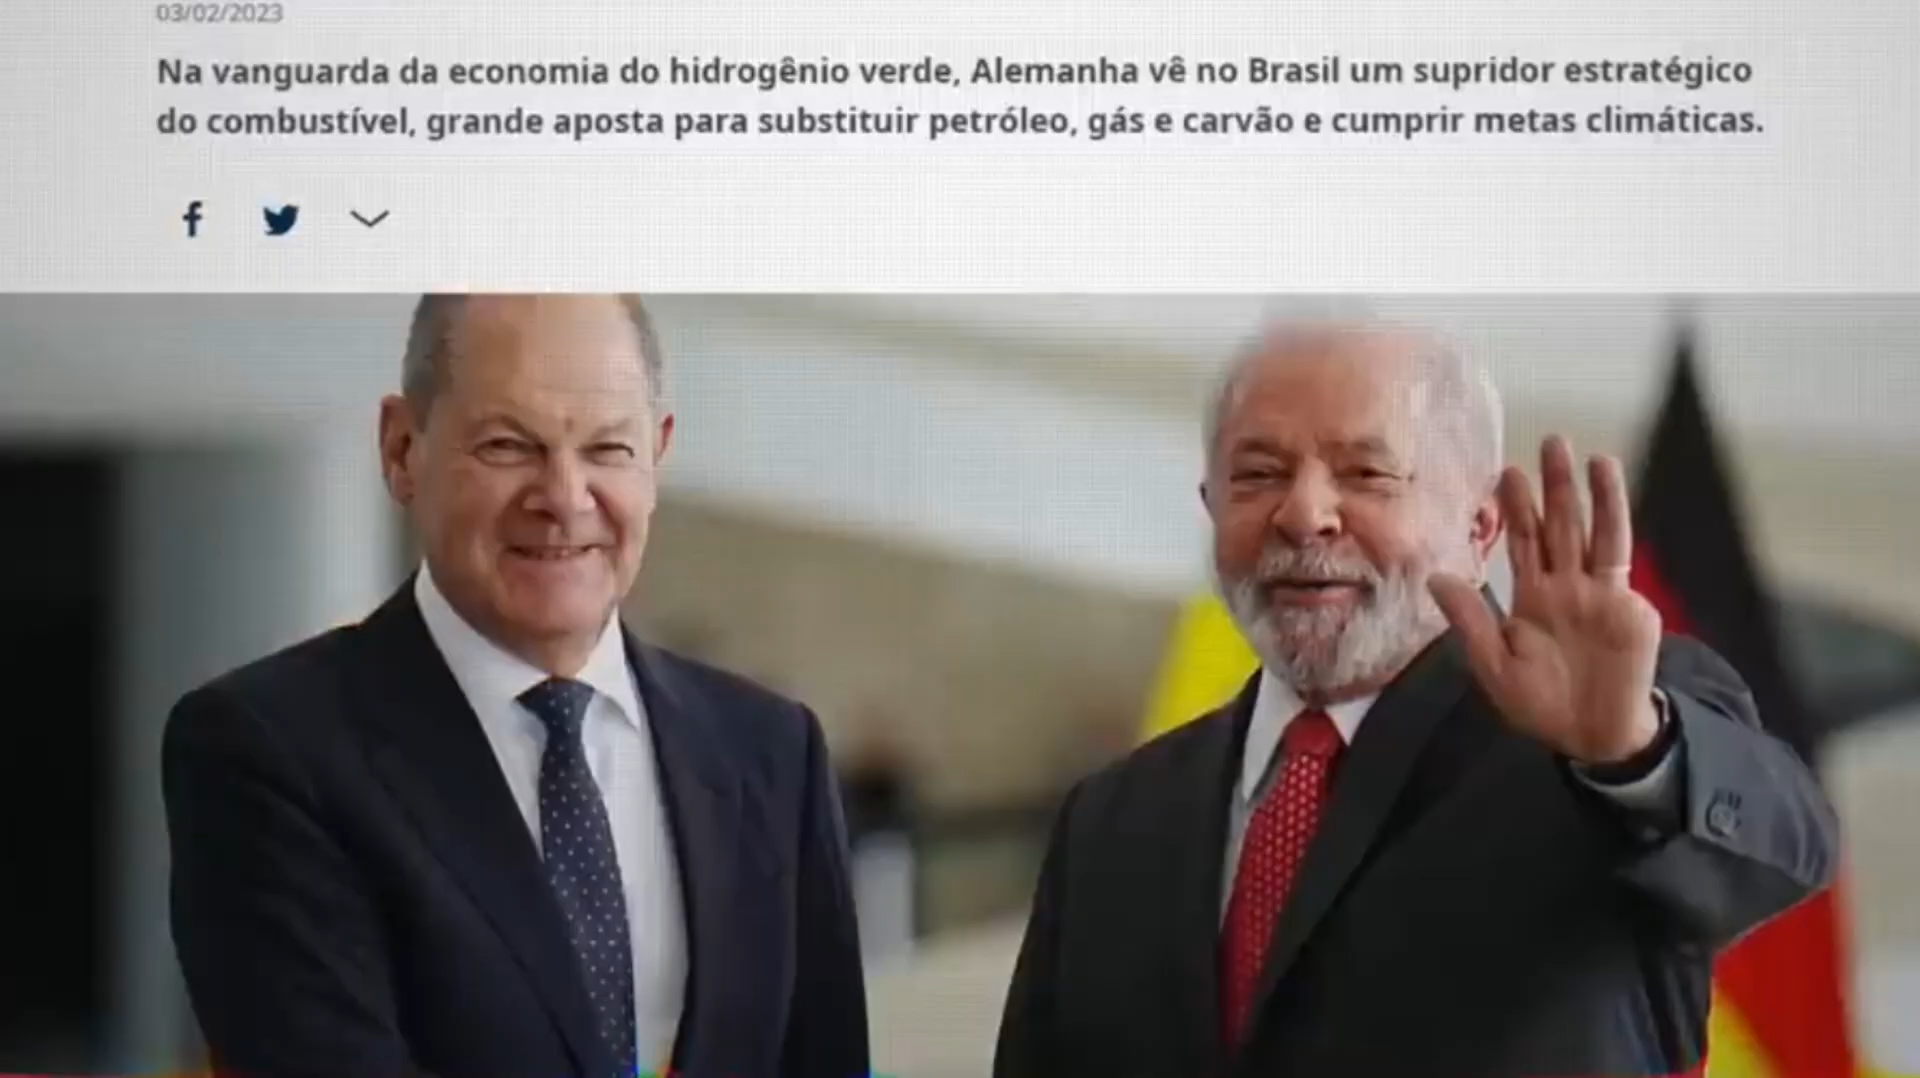 03/02/2023
Na vanguarda da economia do hidrogênio verde, Alemanha vê no Brasil um supridor estratégico
do combustível, grande aposta para substituir petróleo, gás e carvão e cumprir metas climáticas.